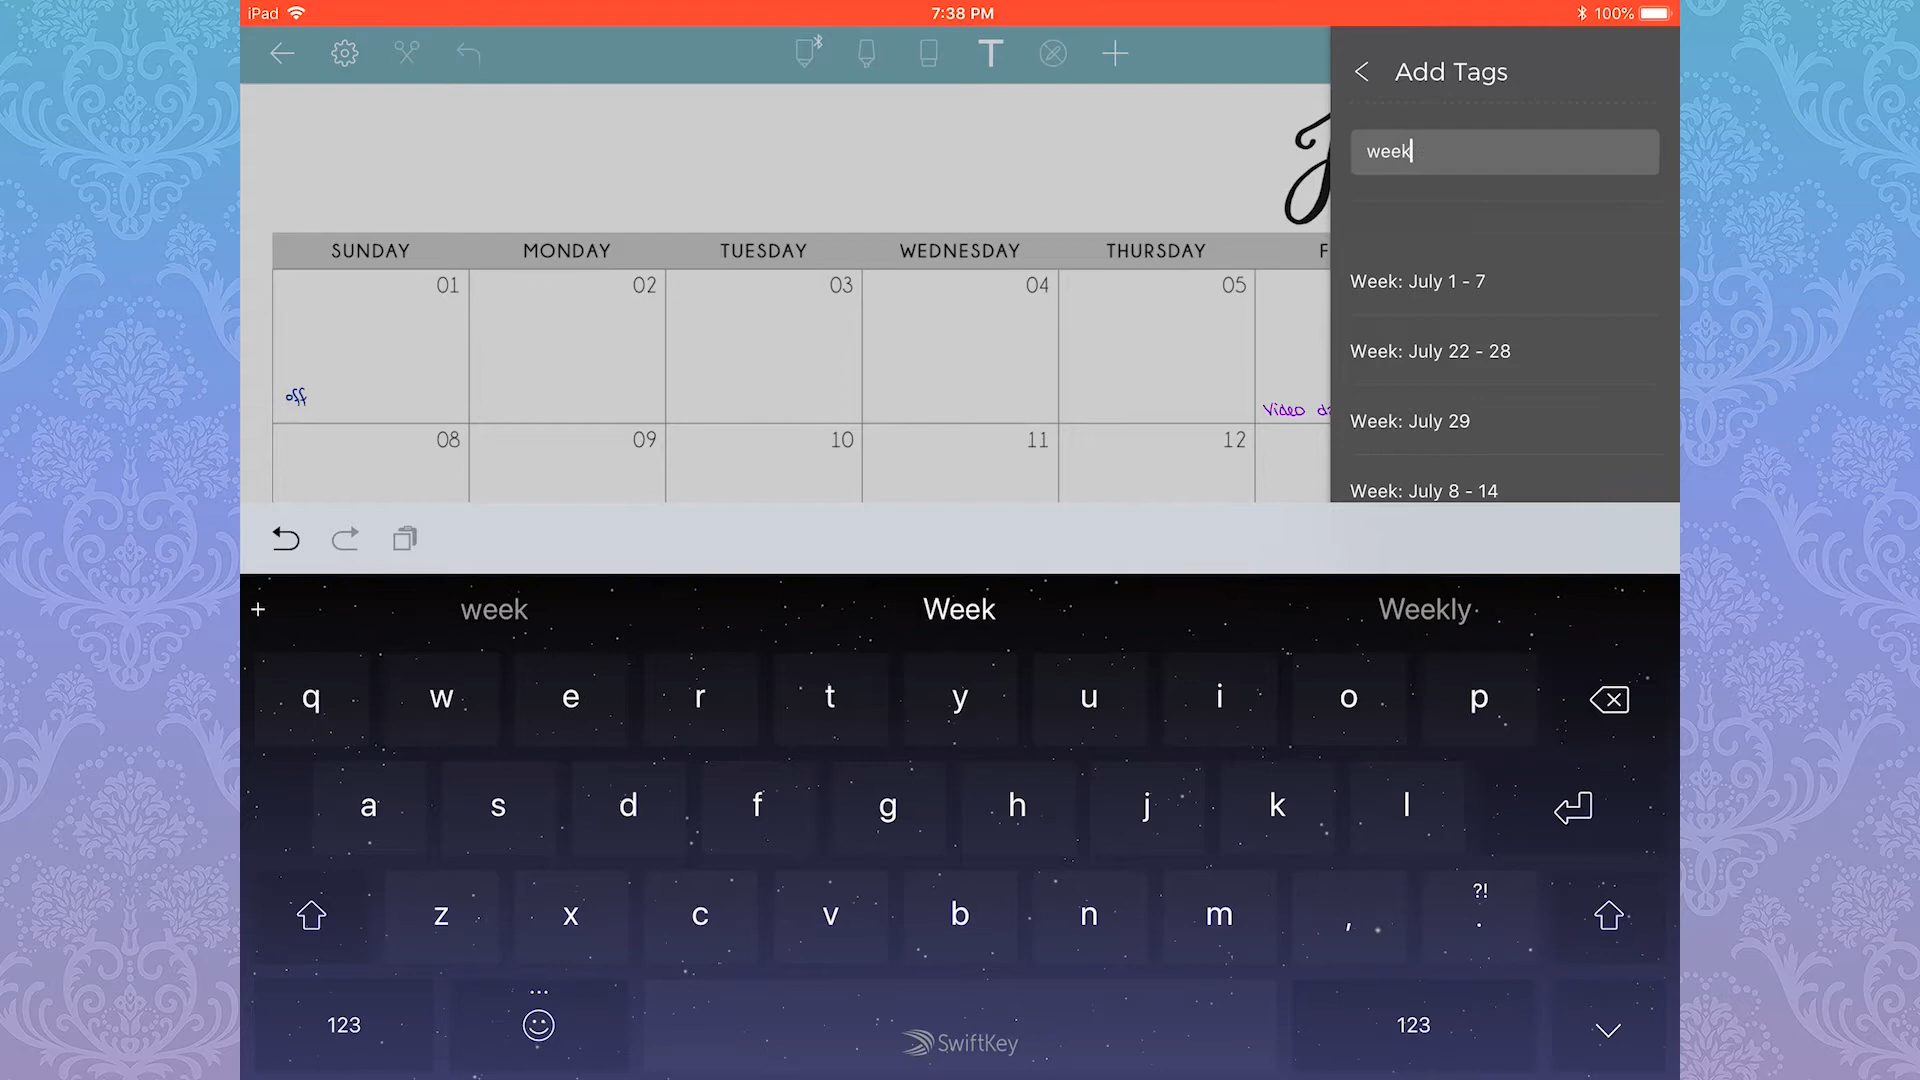 iPad 7:38 PM 100%
T
Add Tags
week
SUNDAY MONDAY TUESDAY WEDNESDAY THURSDAY F
01 02 03 04 05
Week: July 1 - 7
Week: July 22 - 28
off
Video
Week: July 29
08 09 10 11 12
Week: July 8 - 14
+ week Week Weekly
q w e r t y u i o p
a s d f g h j k l
?!
z x c v b n m , .
...
123 123
SwiftKey